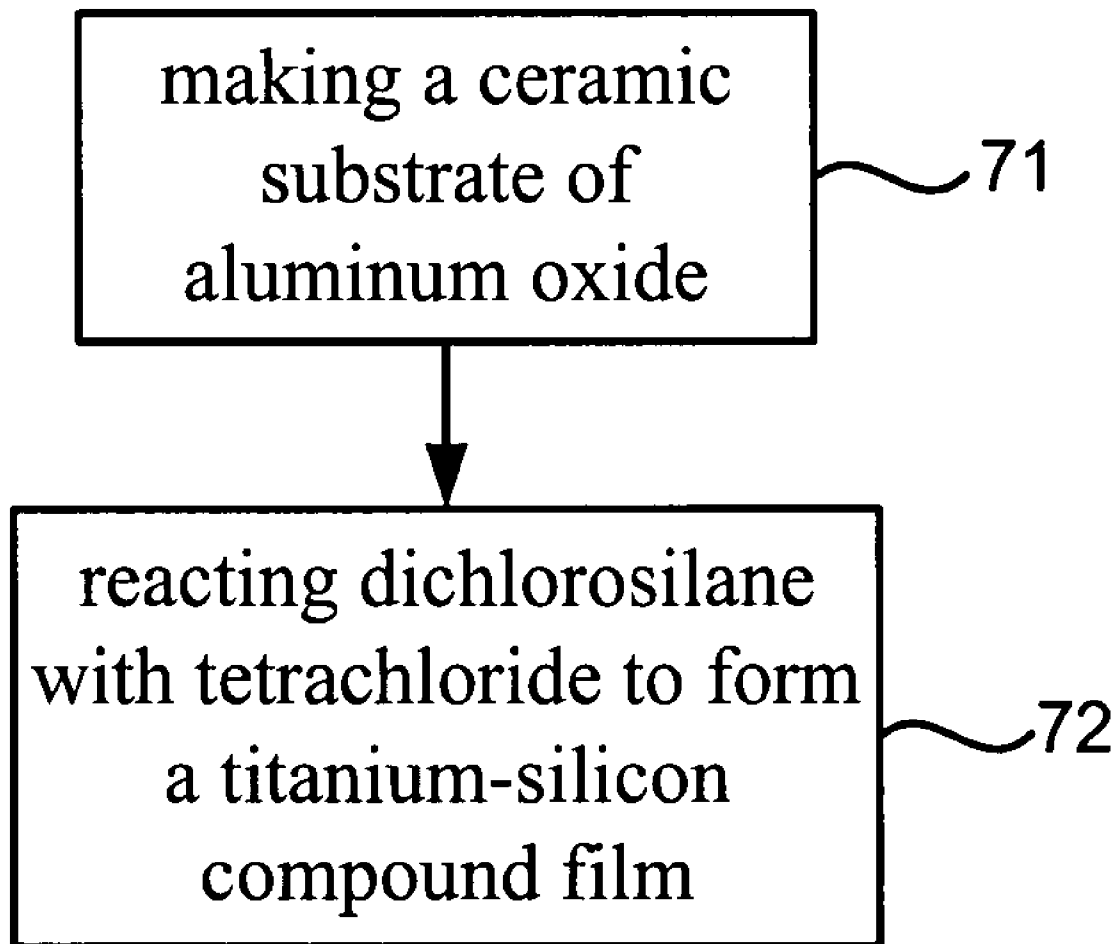 making a ceramic
substrate of
aluminum oxide
71
reacting dichlorosilane
with tetrachloride to form
a titanium-silicon
compound film
72